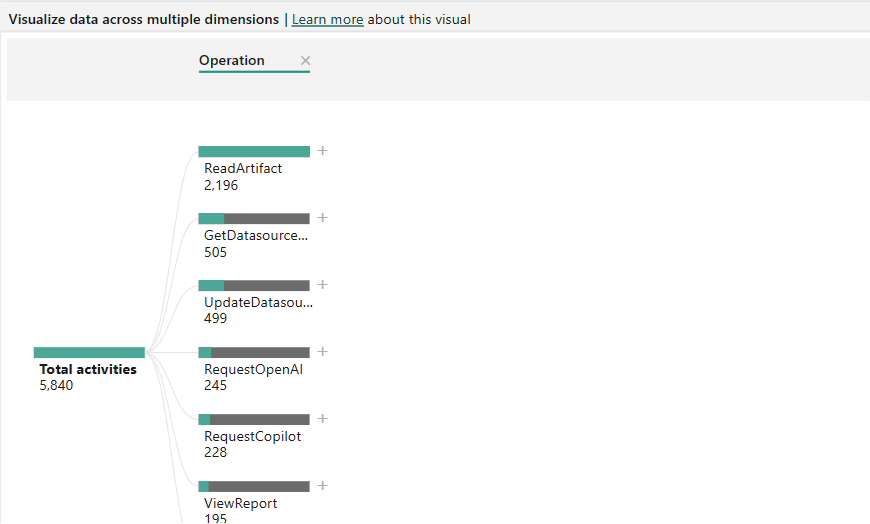 Visualize data across multiple dimensions | Learn more about this visual
Operation
ReadArtifact
2,196
GetDatasource...
505
UpdateDatasou...
499
Total activities
5,840
RequestOpenAI
245
RequestCopilot
228
ViewReport
195